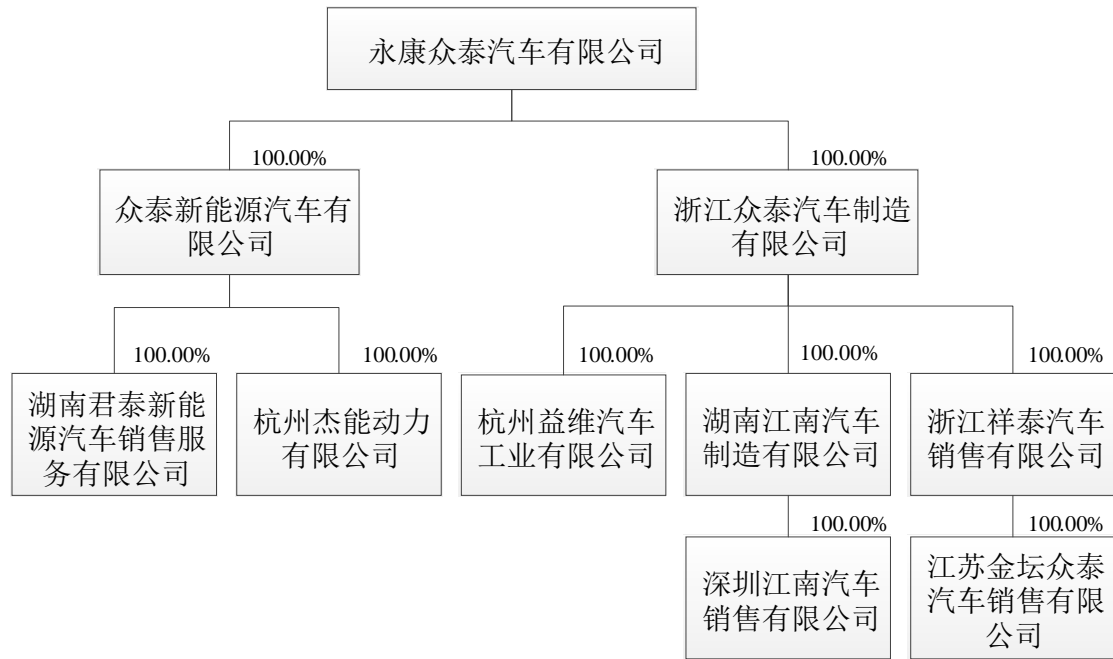 永康众泰汽车有限公司
100.00%
100.00%
众泰新能源汽车有
限公司
浙江众泰汽车制造
有限公司
100.00%
100.00%
100.00%
100.00%
100.00%
湖南君泰新能
源汽车销售服
务有限公司
杭州杰能动力
有限公司
杭州益维汽车
工业有限公司
湖南江南汽车
制造有限公司
浙江祥泰汽车
销售有限公司
100.00%
100.00%
深圳江南汽车
销售有限公司
江苏金坛众泰
汽车销售有限
公司